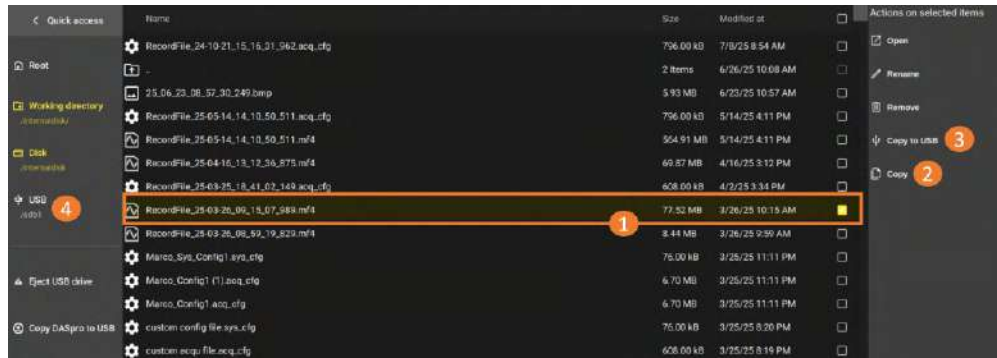 Quick access
Root
Working directory
/internaldisk/
Disk
/internaldisk
USB
/sdb1
4
Eject USB drive
Copy DASpro to USB
Name Size Modified at
RecordFile_24-10-21_15_16_31_962.acq_cfg 796.00 kB 7/8/25 8:54 AM
2 items 6/26/25 10:08 AM
25_06_23_08_57_30_249.bmp 5.93 MB 6/23/25 10:57 AM
RecordFile_25-05-14_14_10_50_511.acq_cfg 796.00 kB 5/14/25 4:11 PM
RecordFile_25-05-14_14_10_50_511.mf4 564.91 MB 5/14/25 4:11 PM
RecordFile_25-04-16_13_12_36_875.mf4 69.87 MB 4/16/25 3:12 PM
RecordFile_25-03-25_18_41_02_149.acq_cfg 608.00 kB 4/2/25 3:34 PM
RecordFile_25-03-26_09_15_07_989.mf4 77.52 MB 3/26/25 10:15 AM
1
RecordFile_25-03-26_08_59_19_829.mf4 8.44 MB 3/26/25 9:59 AM
Marco_Sys_Config1.sys_cfg 76.00 kB 3/25/25 11:11 PM
Marco_Config1 (1).acq_cfg 6.70 MB 3/25/25 11:11 PM
Marco_Config1.acq_cfg 6.70 MB 3/25/25 11:11 PM
custom config file.sys_cfg 76.00 kB 3/25/25 8:20 PM
custom acqu file.acq_cfg 608.00 kB 3/25/25 8:19 PM
Actions on selected items
Open
Rename
Remove
Copy to USB 3
Copy 2